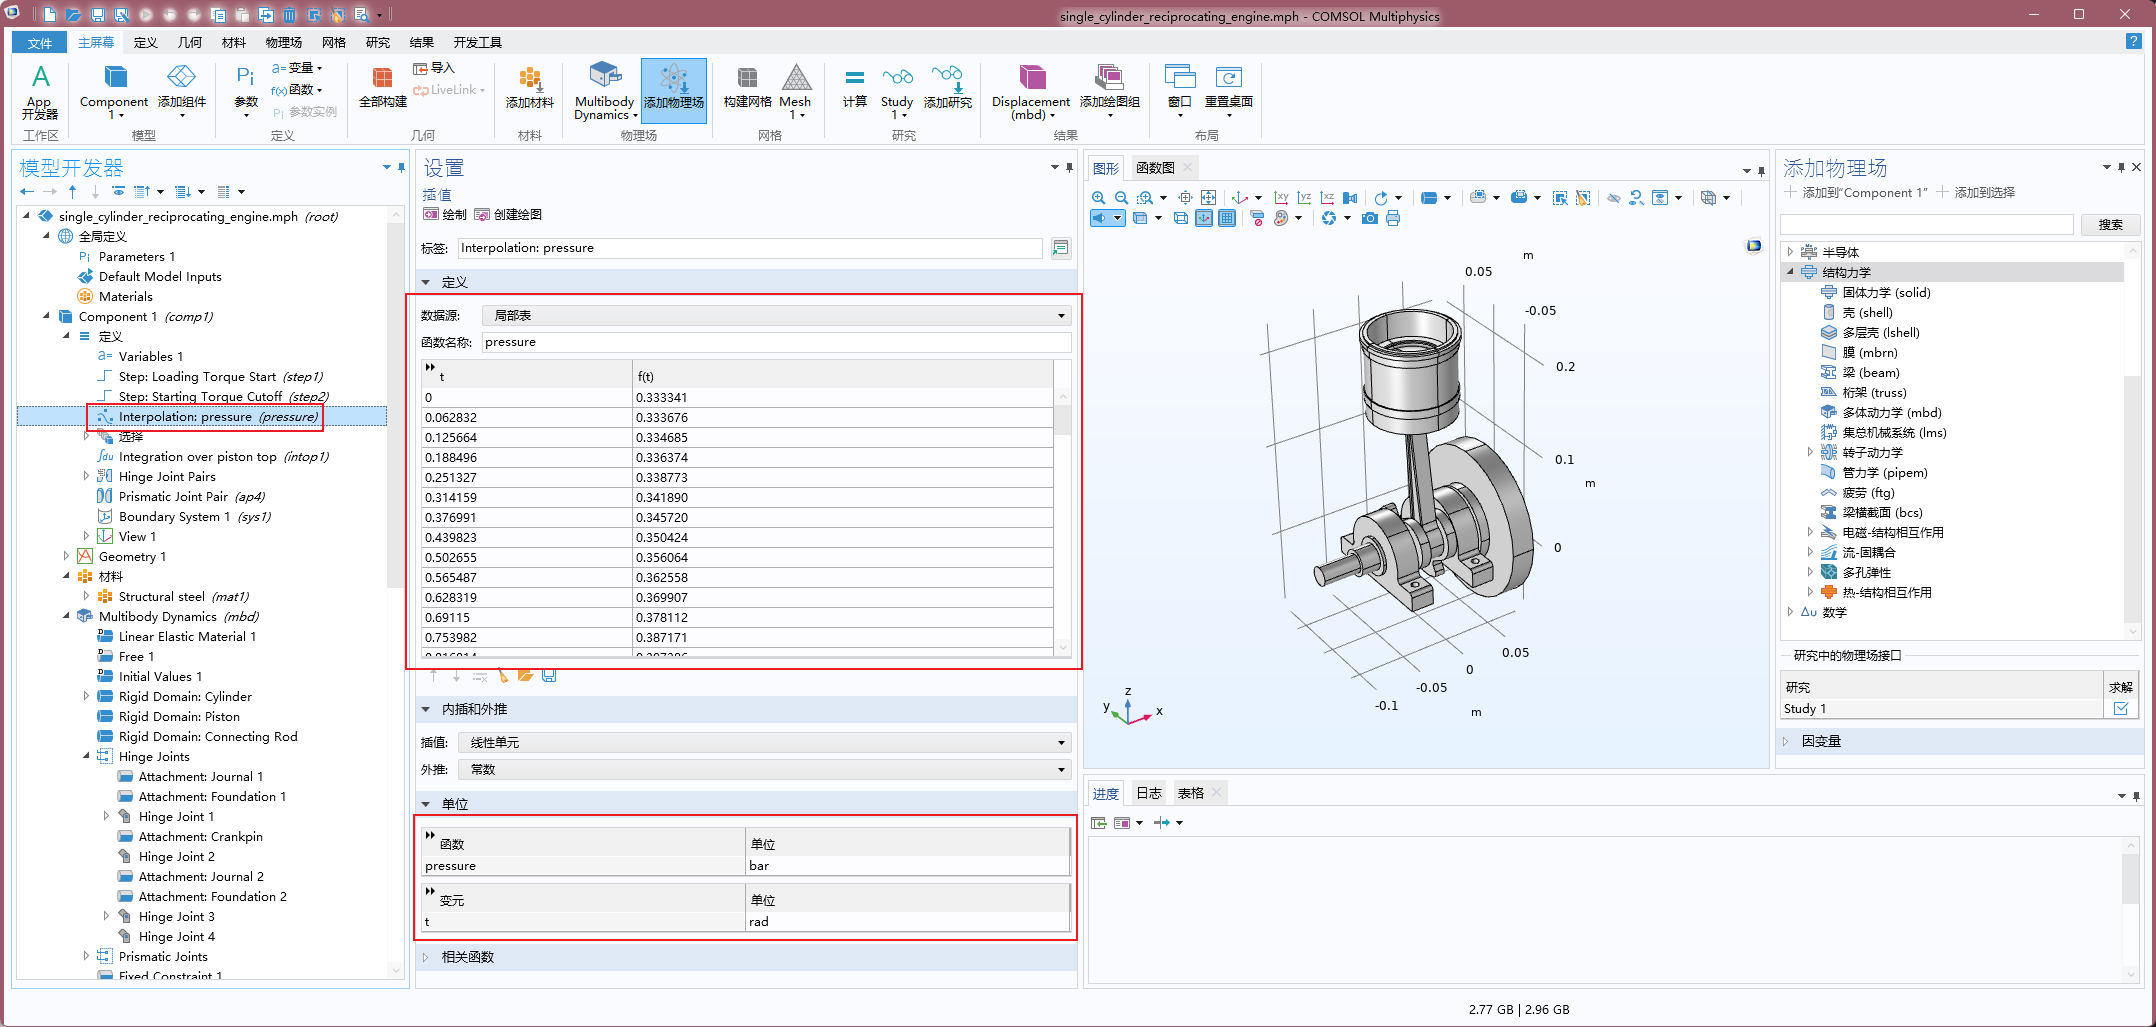 single_cylinder_reciprocating_engine.mph - COMSOL Multiphysics
文件 主屏幕 定义 几何 材料 物理场 网格 研究 结果 开发工具
App 开发器
工作区
Component 1
添加组件
模型
Pi 参数
a= 变量
f(x) 函数
Pi 参数实例
定义
全部构建
导入
LiveLink
几何
添加材料
材料
Multibody Dynamics
添加物理场
物理场
构建网格
Mesh 1
网格
计算
Study 1
添加研究
研究
Displacement (mbd)
添加绘图组
结果
窗口
重置桌面
布局
模型开发器
single_cylinder_reciprocating_engine.mph (root)
全局定义
Pi Parameters 1
Default Model Inputs
Materials
Component 1 (comp1)
定义
a= Variables 1
Step: Loading Torque Start (step1)
Step: Starting Torque Cutoff (step2)
Interpolation: pressure (pressure)
选择
∫du Integration over piston top (intop1)
Hinge Joint Pairs
Prismatic Joint Pair (ap4)
Boundary System 1 (sys1)
View 1
Geometry 1
材料
Structural steel (mat1)
Multibody Dynamics (mbd)
Linear Elastic Material 1
Free 1
Initial Values 1
Rigid Domain: Cylinder
Rigid Domain: Piston
Rigid Domain: Connecting Rod
Hinge Joints
Attachment: Journal 1
Attachment: Foundation 1
Hinge Joint 1
Attachment: Crankpin
Hinge Joint 2
Attachment: Journal 2
Attachment: Foundation 2
Hinge Joint 3
Hinge Joint 4
Prismatic Joints
Fixed Constraint 1
设置
插值
绘制 创建绘图
标签: Interpolation: pressure
定义
数据源: 局部表
函数名称: pressure
t f(t)
0 0.333341
0.062832 0.333676
0.125664 0.334685
0.188496 0.336374
0.251327 0.338773
0.314159 0.341890
0.376991 0.345720
0.439823 0.350424
0.502655 0.356064
0.565487 0.362558
0.628319 0.369907
0.69115 0.378112
0.753982 0.387171
0.816814 0.397286
内插和外推
插值: 线性单元
外推: 常数
单位
函数 单位
pressure bar
变元 单位
t rad
相关函数
图形 函数图
xy yz xz
m
0.05
-0.05
0.2
0.1
m
0
0.05
0
-0.05
-0.1
m
z
y x
进度 日志 表格
添加物理场
添加到“Component 1” 添加到选择
搜索
半导体
结构力学
固体力学 (solid)
壳 (shell)
多层壳 (lshell)
膜 (mbrn)
梁 (beam)
桁架 (truss)
多体动力学 (mbd)
集总机械系统 (lms)
转子动力学
管力学 (pipem)
疲劳 (ftg)
梁横截面 (bcs)
电磁-结构相互作用
流-固耦合
多孔弹性
热-结构相互作用
Δu 数学
研究中的物理场接口
研究 求解
Study 1
因变量
2.77 GB | 2.96 GB